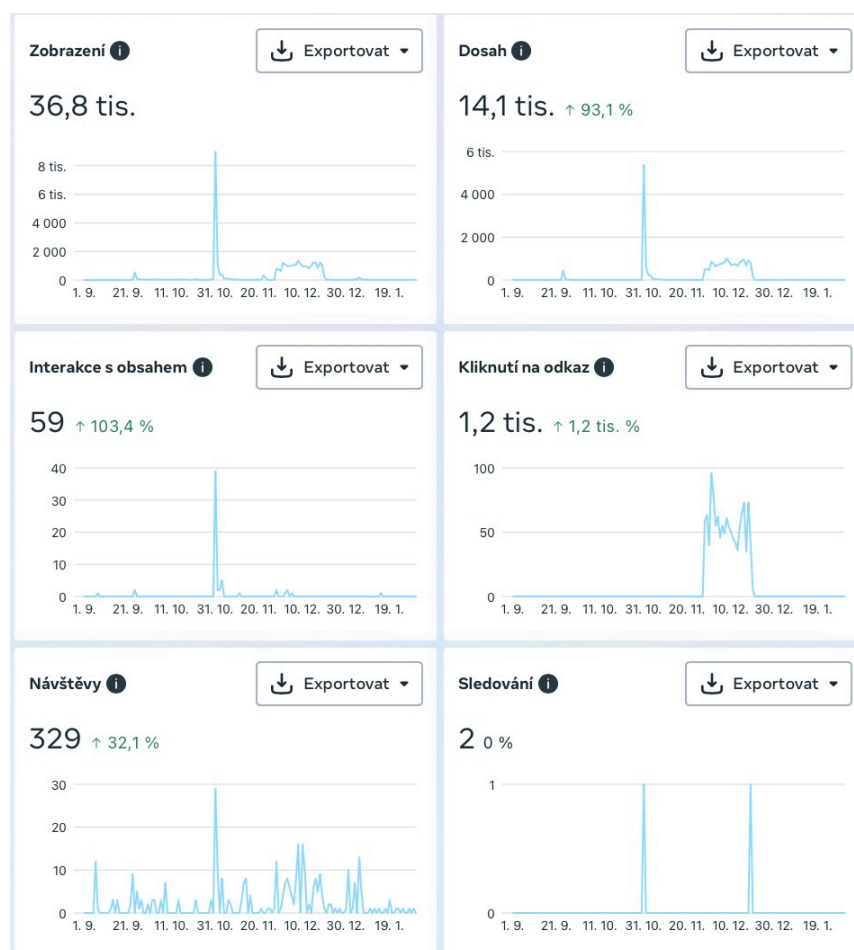 Zobrazení i Exportovat
36,8 tis.
8 tis.
6 tis.
4 000
2 000
0
1. 9. 21. 9. 11. 10. 31. 10. 20. 11. 10. 12. 30. 12. 19. 1.
Dosah i Exportovat
14,1 tis. ↑ 93,1 %
6 tis.
4 000
2 000
0
1. 9. 21. 9. 11. 10. 31. 10. 20. 11. 10. 12. 30. 12. 19. 1.
Interakce s obsahem i Exportovat
59 ↑ 103,4 %
40
30
20
10
0
1. 9. 21. 9. 11. 10. 31. 10. 20. 11. 10. 12. 30. 12. 19. 1.
Kliknutí na odkaz i Exportovat
1,2 tis. ↑ 1,2 tis. %
100
50
0
1. 9. 21. 9. 11. 10. 31. 10. 20. 11. 10. 12. 30. 12. 19. 1.
Návštěvy i Exportovat
329 ↑ 32,1 %
30
20
10
0
1. 9. 21. 9. 11. 10. 31. 10. 20. 11. 10. 12. 30. 12. 19. 1.
Sledování i Exportovat
2 0 %
1
0
1. 9. 21. 9. 11. 10. 31. 10. 20. 11. 10. 12. 30. 12. 19. 1.